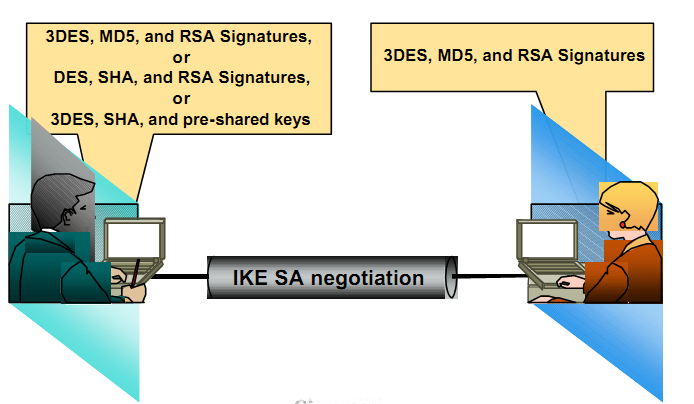 3DES, MD5, and RSA Signatures,
or
DES, SHA, and RSA Signatures,
or
3DES, SHA, and pre-shared keys
3DES, MD5, and RSA Signatures
IKE SA negotiation